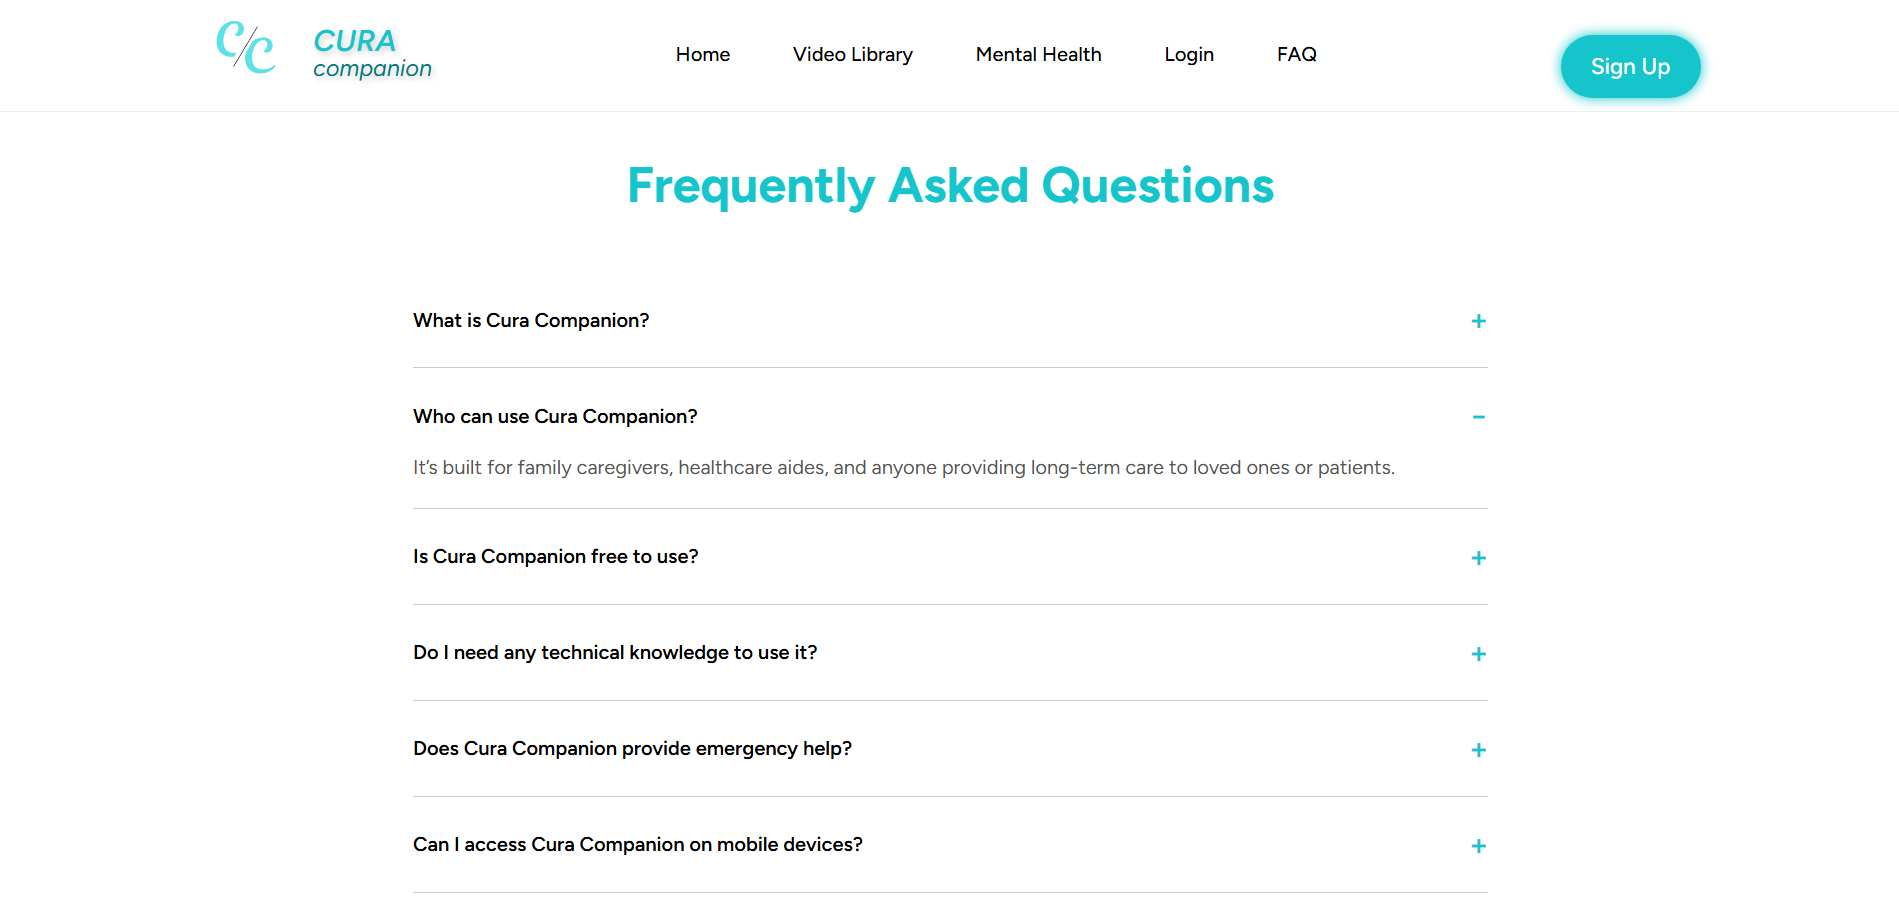 CC
CURA
companion
Home
Video Library
Mental Health
Login
FAQ
Sign Up
Frequently Asked Questions
What is Cura Companion?
+
Who can use Cura Companion?
−
It’s built for family caregivers, healthcare aides, and anyone providing long-term care to loved ones or patients.
Is Cura Companion free to use?
+
Do I need any technical knowledge to use it?
+
Does Cura Companion provide emergency help?
+
Can I access Cura Companion on mobile devices?
+